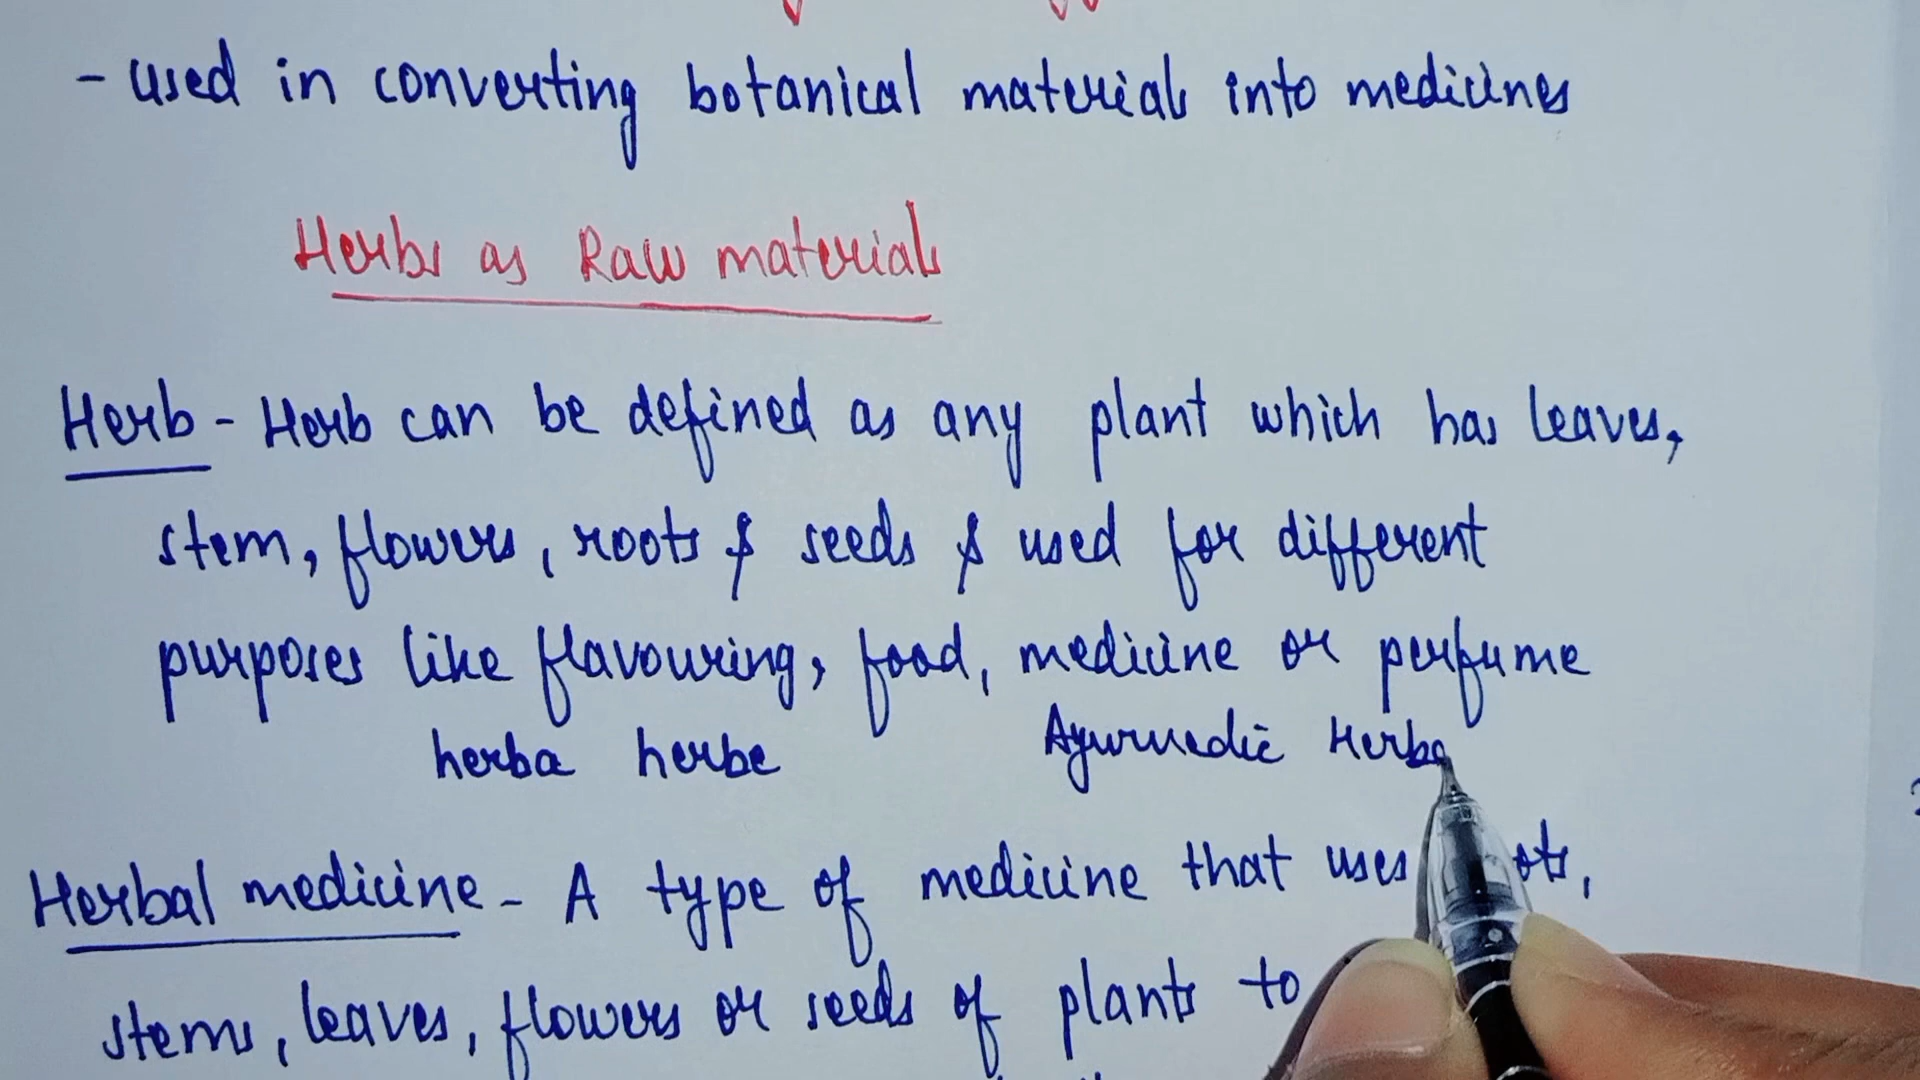 - used in converting botanical materials into medicines
Herbs as Raw materials
Herb - Herb can be defined as any plant which has leaves,
stem, flowers, roots & seeds & used for different
purposes like flavouring, food, medicine or perfume
herba herbe Ayurvedic Herbs
Herbal medicine - A type of medicine that uses
stems, leaves, flowers or seeds of plants to